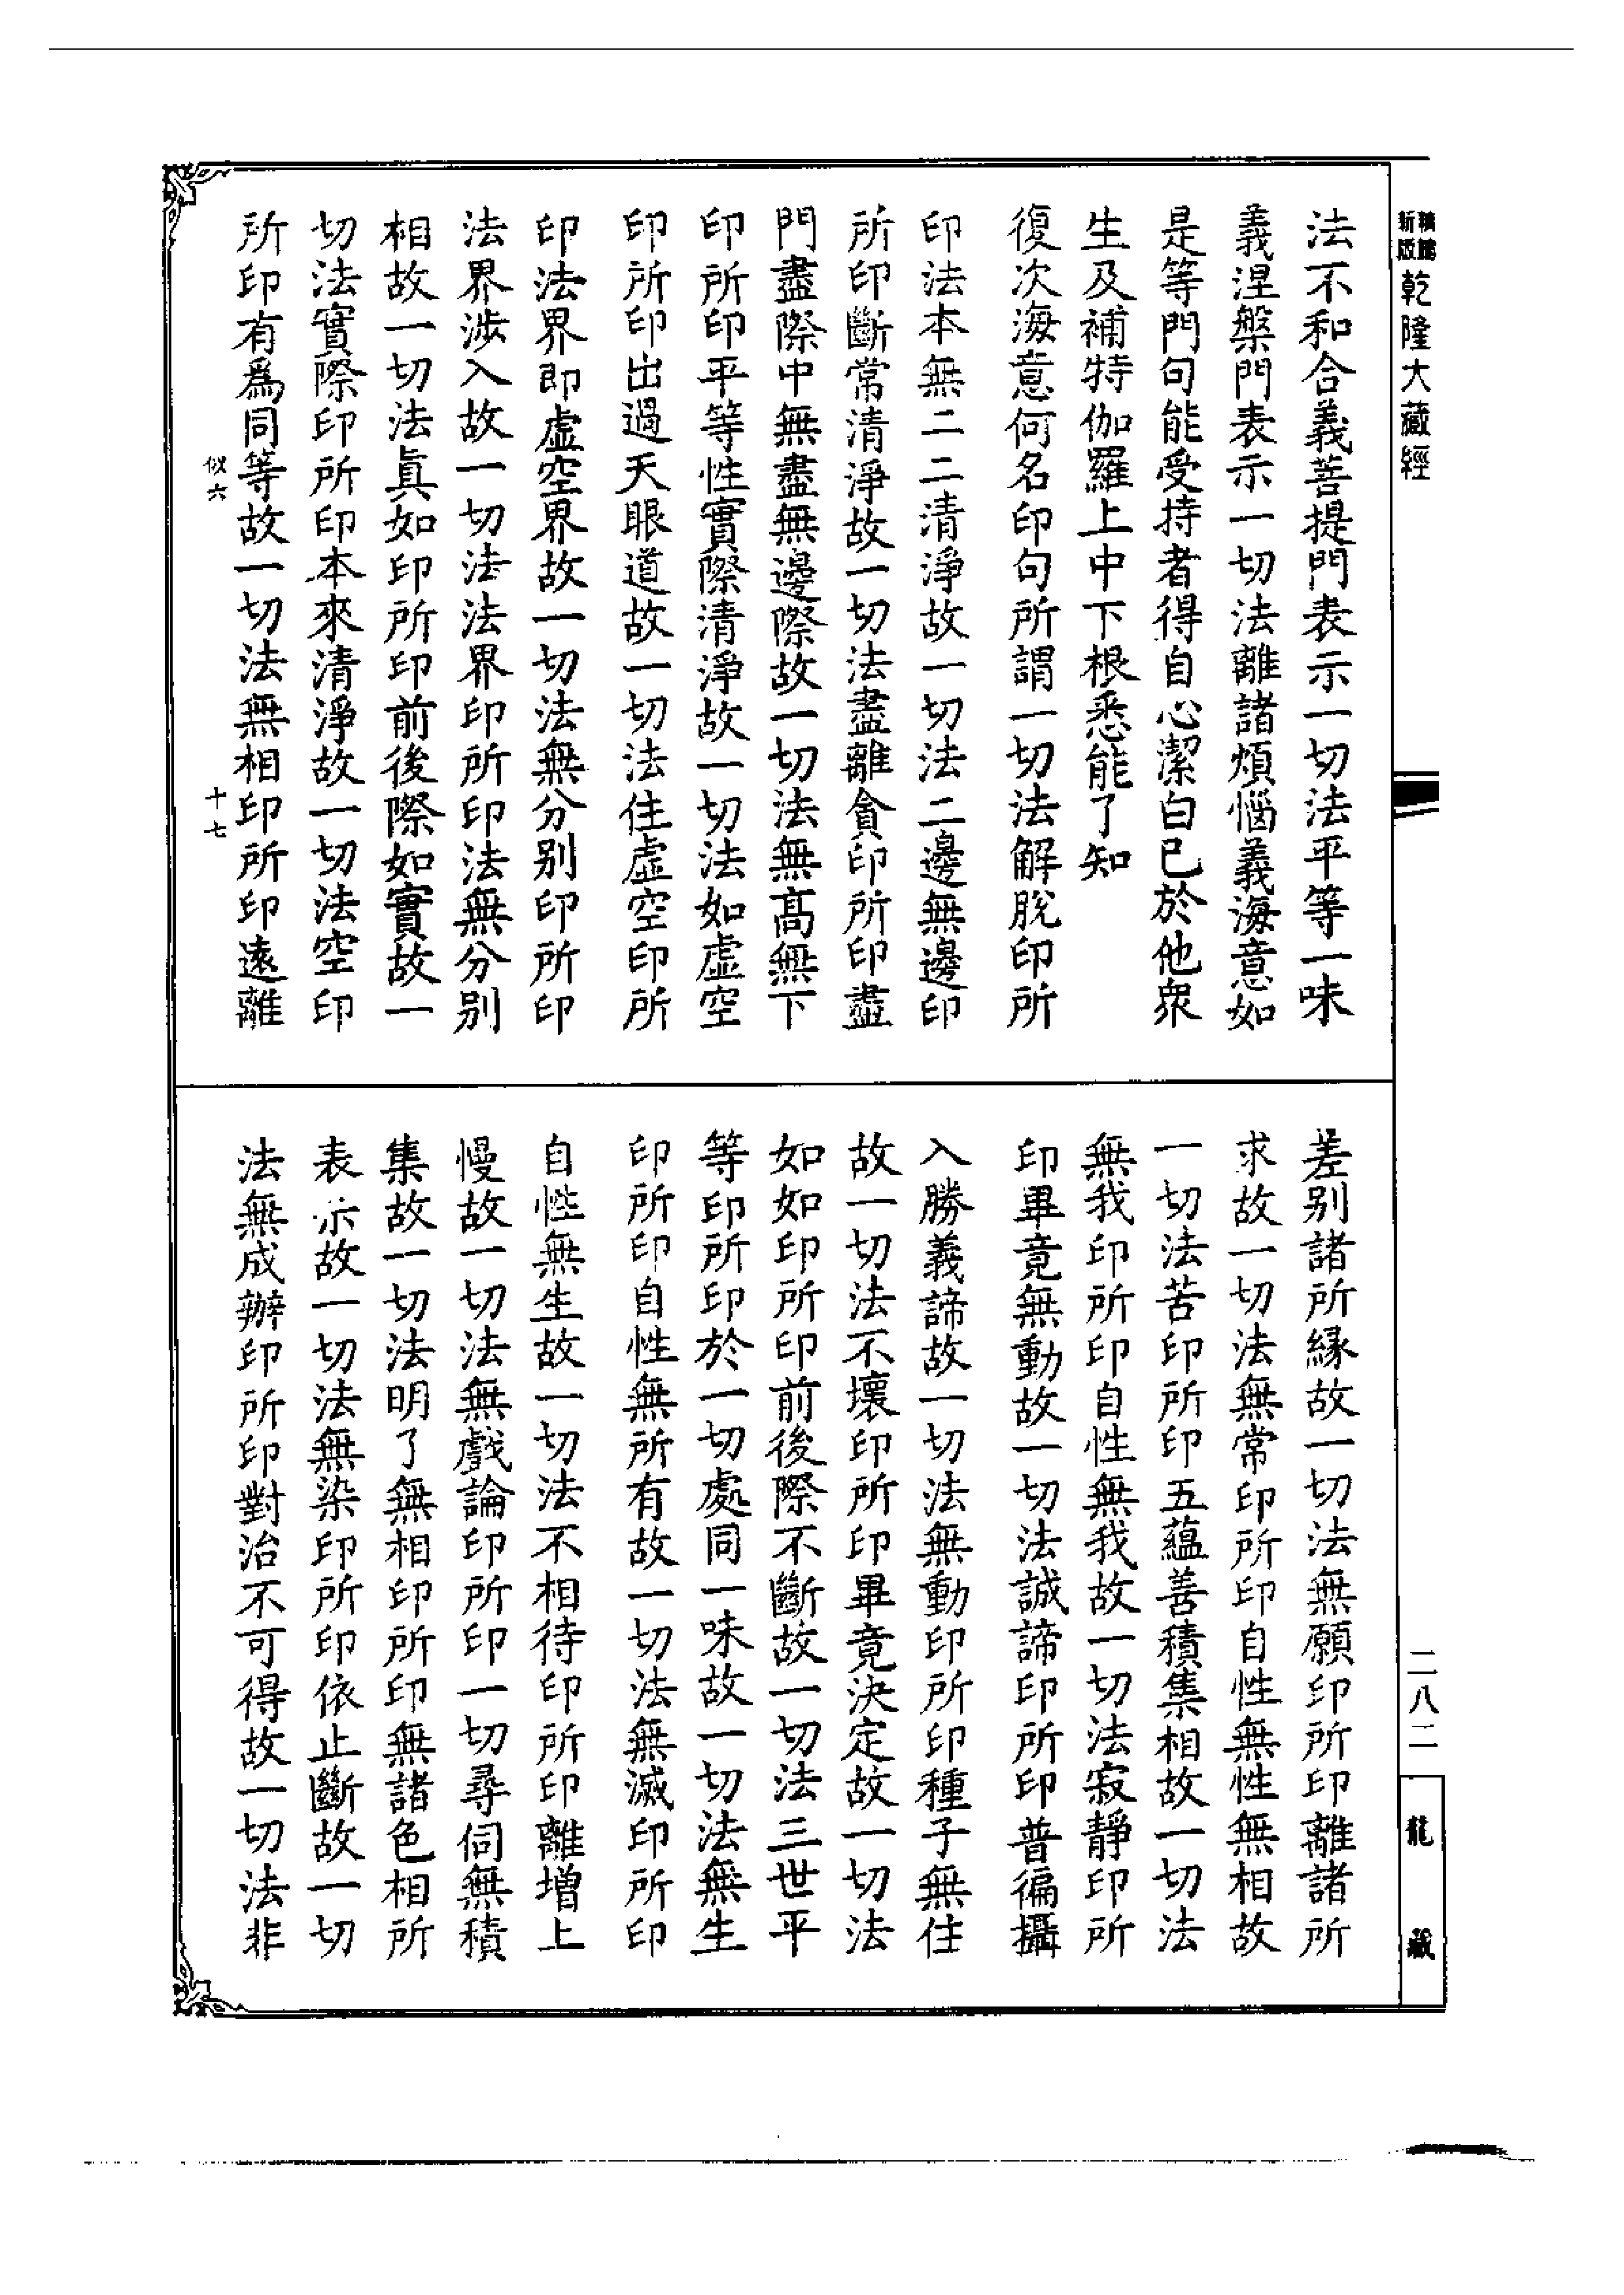 新版精鵰乾隆大藏經
二八二
龍藏
法不和合義菩提門表示一切法平等一味
義涅槃門表示一切法離諸煩惱義海意如
是等門句能受持者得自心潔白已於他眾
生及補特伽羅上中下根悉能了知
復次海意何名印句所謂一切法解脫印所
印法本無二二清淨故一切法二邊無邊印
所印斷常清淨故一切法盡離貪印所印盡
門盡際中無盡無邊際故一切法無高無下
印所印平等性實際清淨故一切法如虛空
印所印出過天眼道故一切法住虛空印所
印法界即虛空界故一切法無分別印所印
法界涉入故一切法法界印所印法無分別
相故一切法眞如印所印前後際如實故一
切法實際印所印本來清淨故一切法空印
所印有為同等故一切法無相印所印遠離
似六
十七
差別諸所緣故一切法無願印所印離諸所
求故一切法無常印所印自性無性無相故
一切法苦印所印五蘊善積集相故一切法
無我印所印自性無我故一切法寂靜印所
印畢竟無動故一切法誠諦印所印普徧攝
入勝義諦故一切法無動印所印種子無住
故一切法不壞印所印畢竟決定故一切法
如如印所印前後際不斷故一切法三世平
等印所印於一切處同一味故一切法無生
印所印自性無所有故一切法無滅印所印
自性無生故一切法不相待印所印離增上
慢故一切法無戲論印所印一切尋伺無積
集故一切法明了無相印所印無諸色相所
表示故一切法無染印所印依止斷故一切
法無成辦印所印對治不可得故一切法非